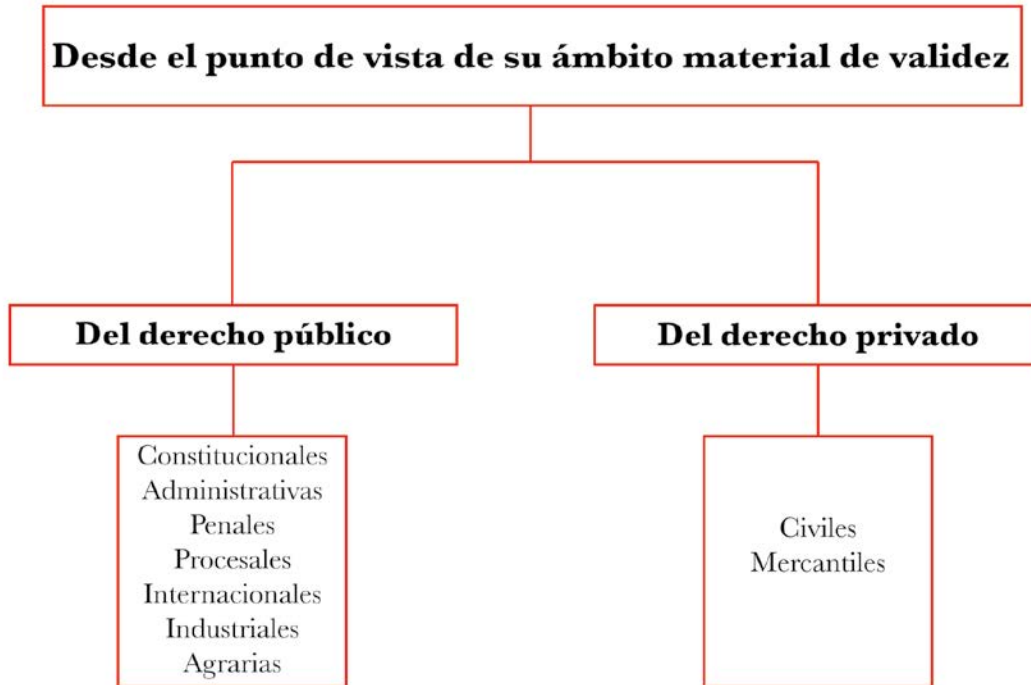 Desde el punto de vista de su ámbito material de validez
Del derecho público
Constitucionales
Administrativas
Penales
Procesales
Internacionales
Industriales
Agrarias
Del derecho privado
Civiles
Mercantiles